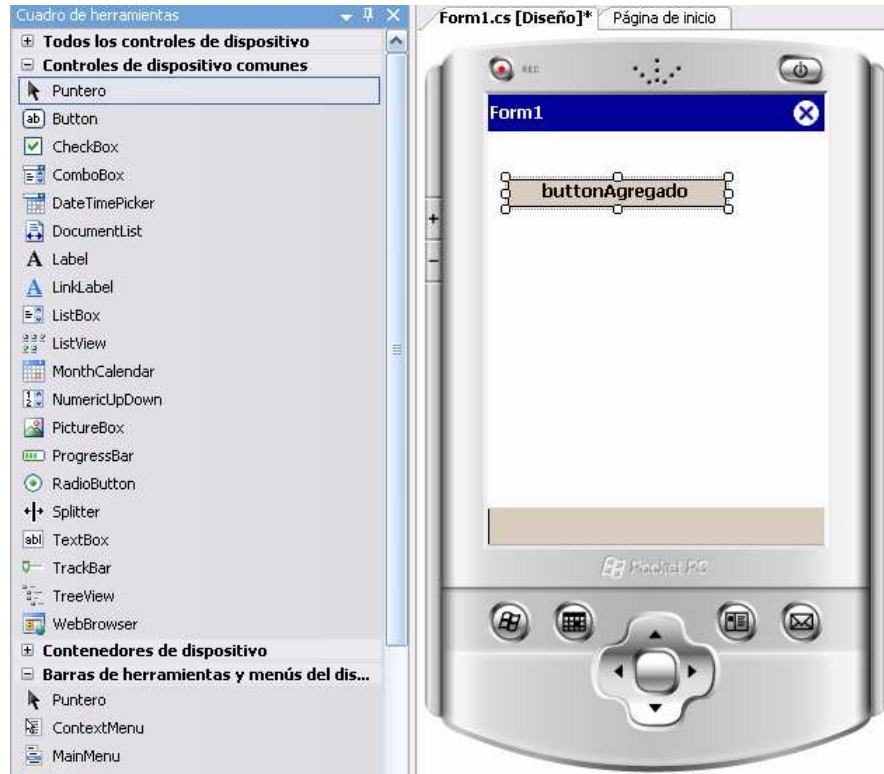 Cuadro de herramientas
Todos los controles de dispositivo
Controles de dispositivo comunes
Puntero
Button
CheckBox
ComboBox
DateTimePicker
DocumentList
Label
LinkLabel
ListBox
ListView
MonthCalendar
NumericUpDown
PictureBox
ProgressBar
RadioButton
Splitter
TextBox
TrackBar
TreeView
WebBrowser
Contenedores de dispositivo
Barras de herramientas y menús del dis...
Puntero
ContextMenu
MainMenu
Form1.cs [Diseño]* Página de inicio
REC
Form1
buttonAgregado
Pocket PC